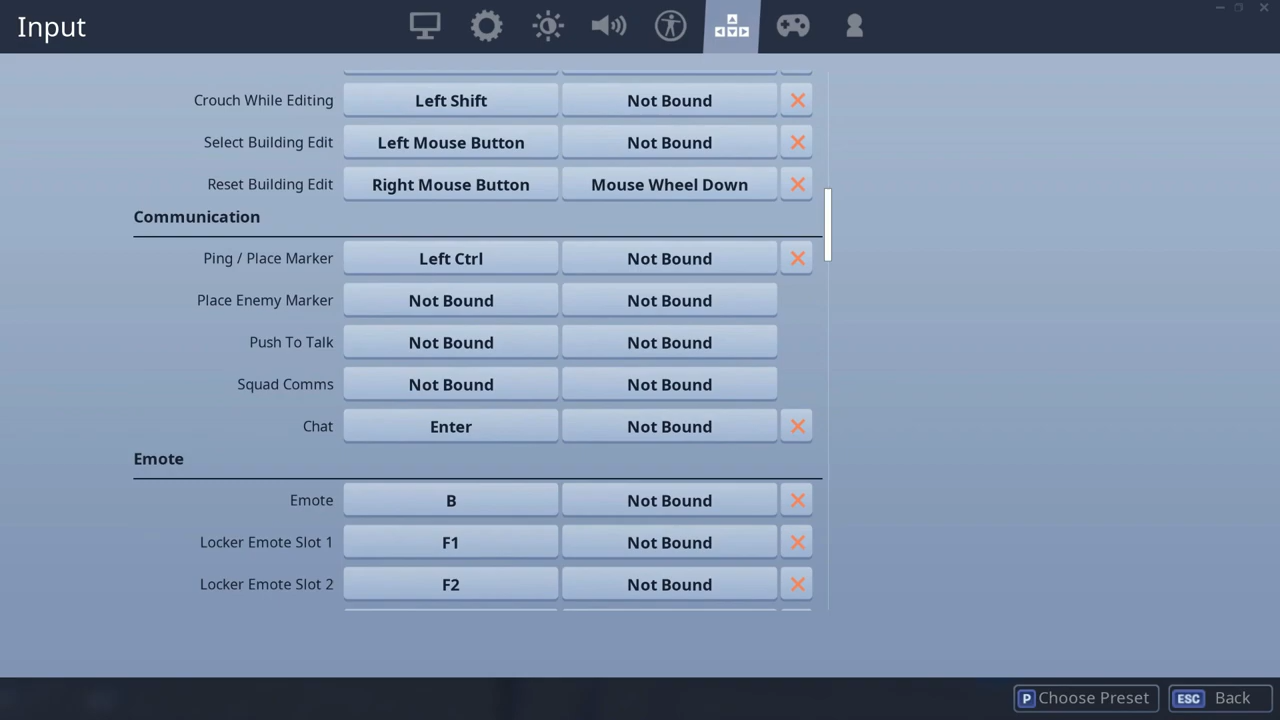 Input
Crouch While Editing Left Shift Not Bound
Select Building Edit Left Mouse Button Not Bound
Reset Building Edit Right Mouse Button Mouse Wheel Down
Communication
Ping / Place Marker Left Ctrl Not Bound
Place Enemy Marker Not Bound Not Bound
Push To Talk Not Bound Not Bound
Squad Comms Not Bound Not Bound
Chat Enter Not Bound
Emote
Emote B Not Bound
Locker Emote Slot 1 F1 Not Bound
Locker Emote Slot 2 F2 Not Bound
P Choose Preset ESC Back